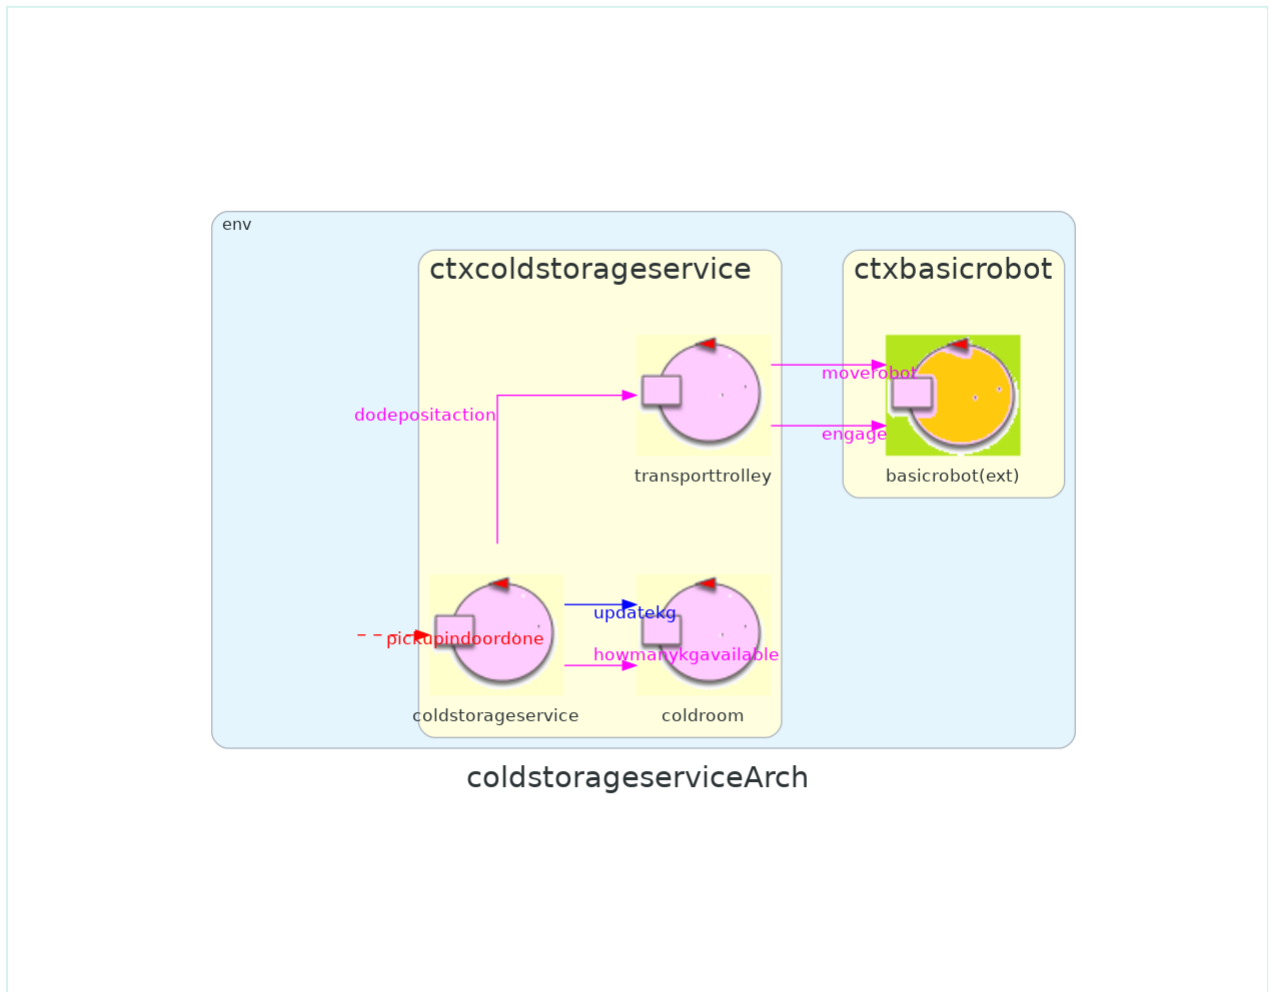 env
ctxcoldstorageservice
ctxbasicrobot
moverobot
dodepositaction
engage
transporttrolley
basicrobot(ext)
updatekg
pickupindoordone
howmanykgavailable
coldstorageservice
coldroom
coldstorageserviceArch